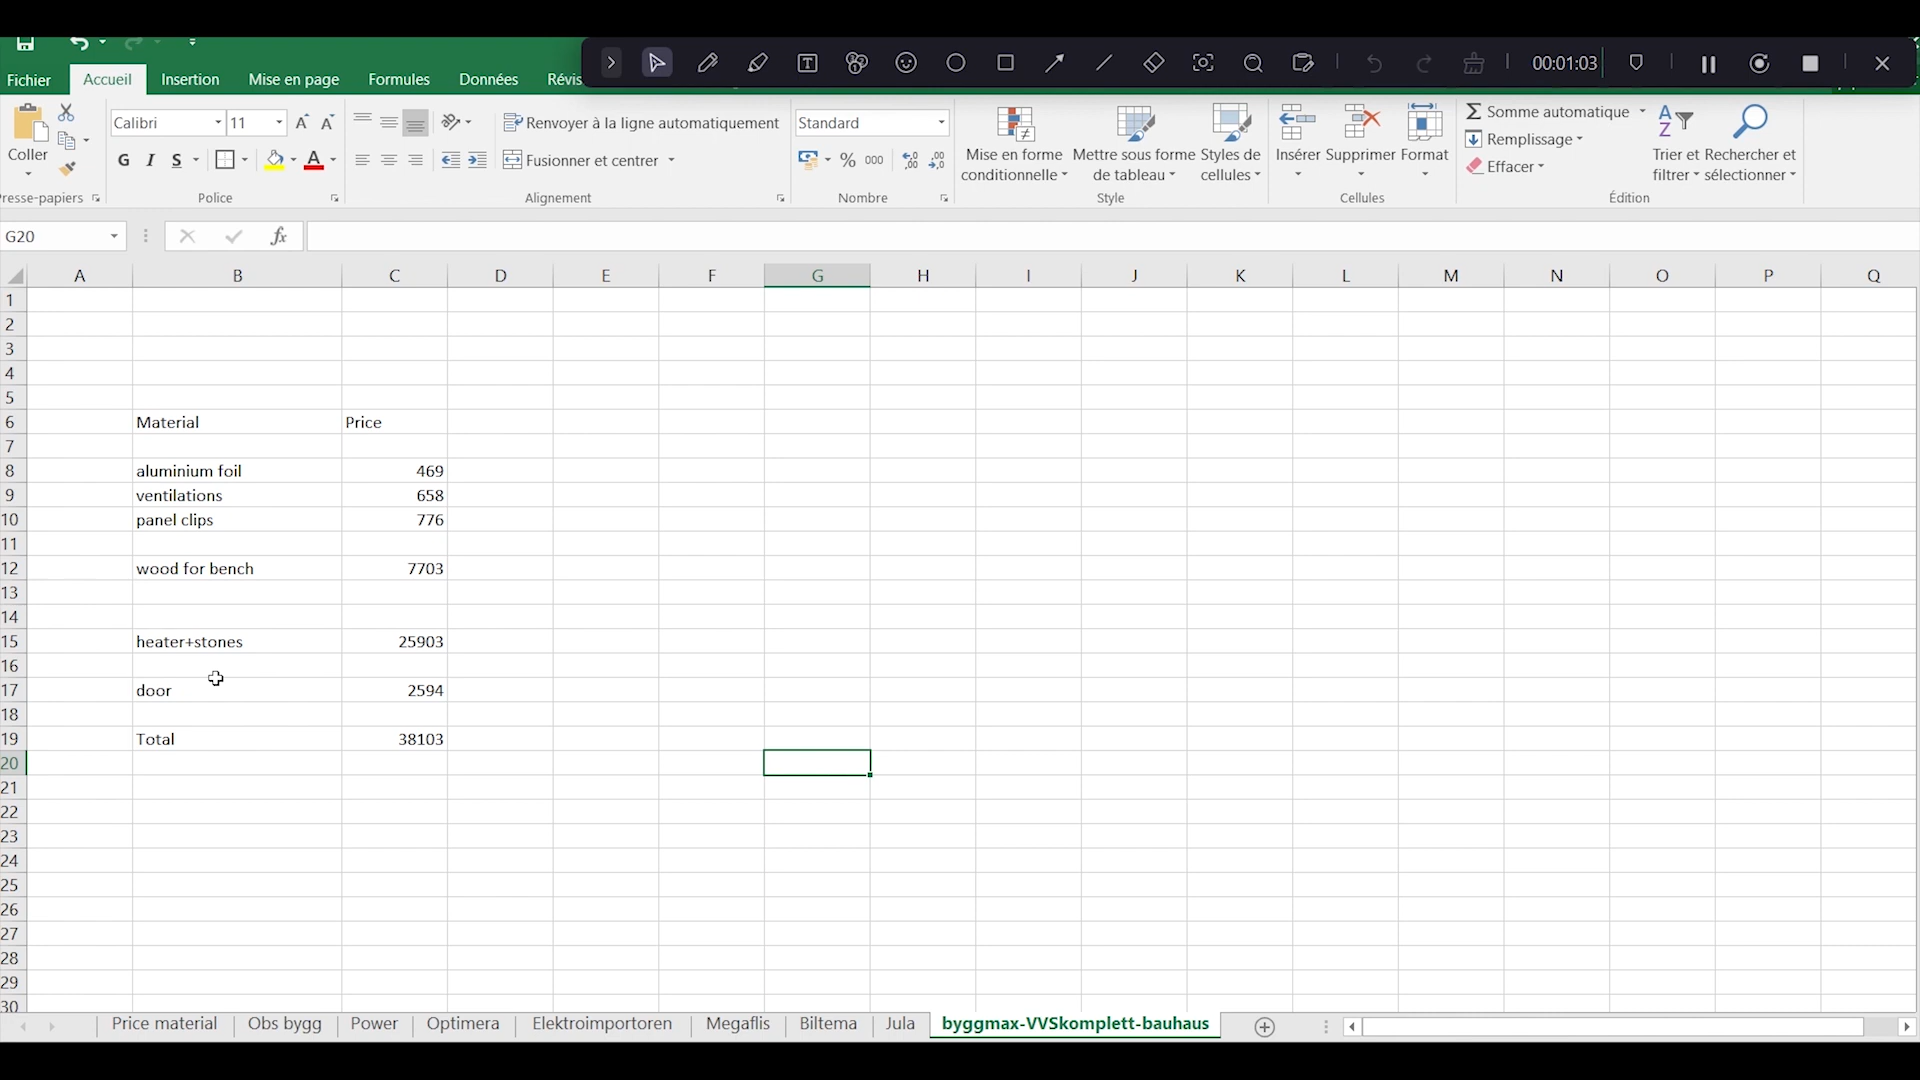 00:01:03
Fichier Accueil Insertion Mise en page Formules Données Révis
Calibri 11 Renvoyer à la ligne automatiquement Standard Somme automatique
Coller G I S Fusionner et centrer % 000 Mise en forme conditionnelle Mettre sous forme de tableau Styles de cellules Insérer Supprimer Format Remplissage Effacer Trier et filtrer Rechercher et sélectionner
resse-papiers Police Alignement Nombre Style Cellules Édition
G20 fx
A B C D E F G H I J K L M N O P Q
1
2
3
4
5
6 Material Price
7
8 aluminium foil 469
9 ventilations 658
10 panel clips 776
11
12 wood for bench 7703
13
14
15 heater+stones 25903
16
17 door 2594
18
19 Total 38103
20
21
22
23
24
25
26
27
28
29
30
Price material Obs bygg Power Optimera Elektroimportoren Megaflis Biltema Jula byggmax-VVSkomplett-bauhaus